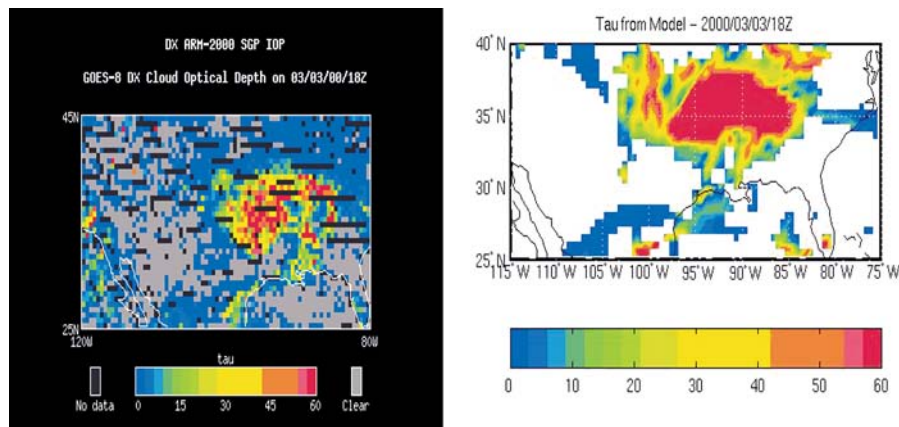 DX ARM-2000 SGP IOP
GOES-8 DX Cloud Optical Depth on 03/03/00/18Z
45N
25N
120W
80W
tau
No data
0
15
30
45
60
Clear
Tau from Model - 2000/03/03/18Z
40° N
35° N
30° N
25° N
115° W
110° W
105° W
100° W
95° W
90° W
85° W
80° W
75° W
0
10
20
30
40
50
60